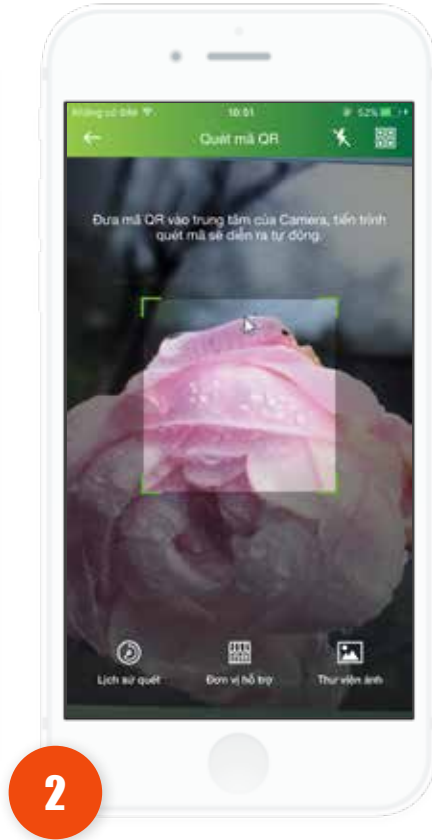 Không có SIM 10:51 52%
Quét mã QR
Đưa mã QR vào trung tâm của Camera, tiến trình
quét mã sẽ diễn ra tự động.
Lịch sử quét Đơn vị hỗ trợ Thư viện ảnh
2